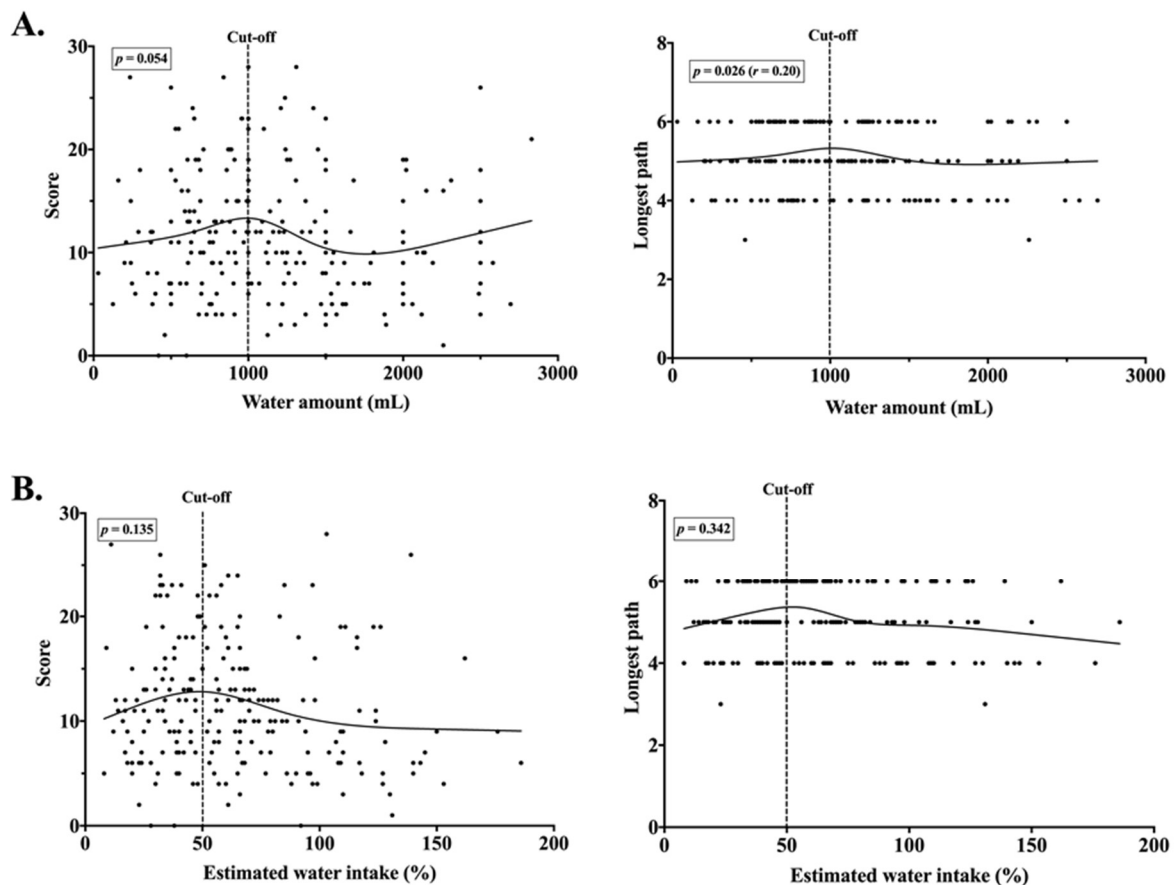 A.
Cut-off
p = 0.054
30
20
10
0
Score
0 1000 2000 3000
Water amount (mL)
Cut-off
p = 0.026 (r = 0.20)
8
6
4
2
0
Longest path
0 1000 2000 3000
Water amount (mL)
B.
Cut-off
p = 0.135
30
20
10
0
Score
0 50 100 150 200
Estimated water intake (%)
Cut-off
p = 0.342
8
6
4
2
0
Longest path
0 50 100 150 200
Estimated water intake (%)